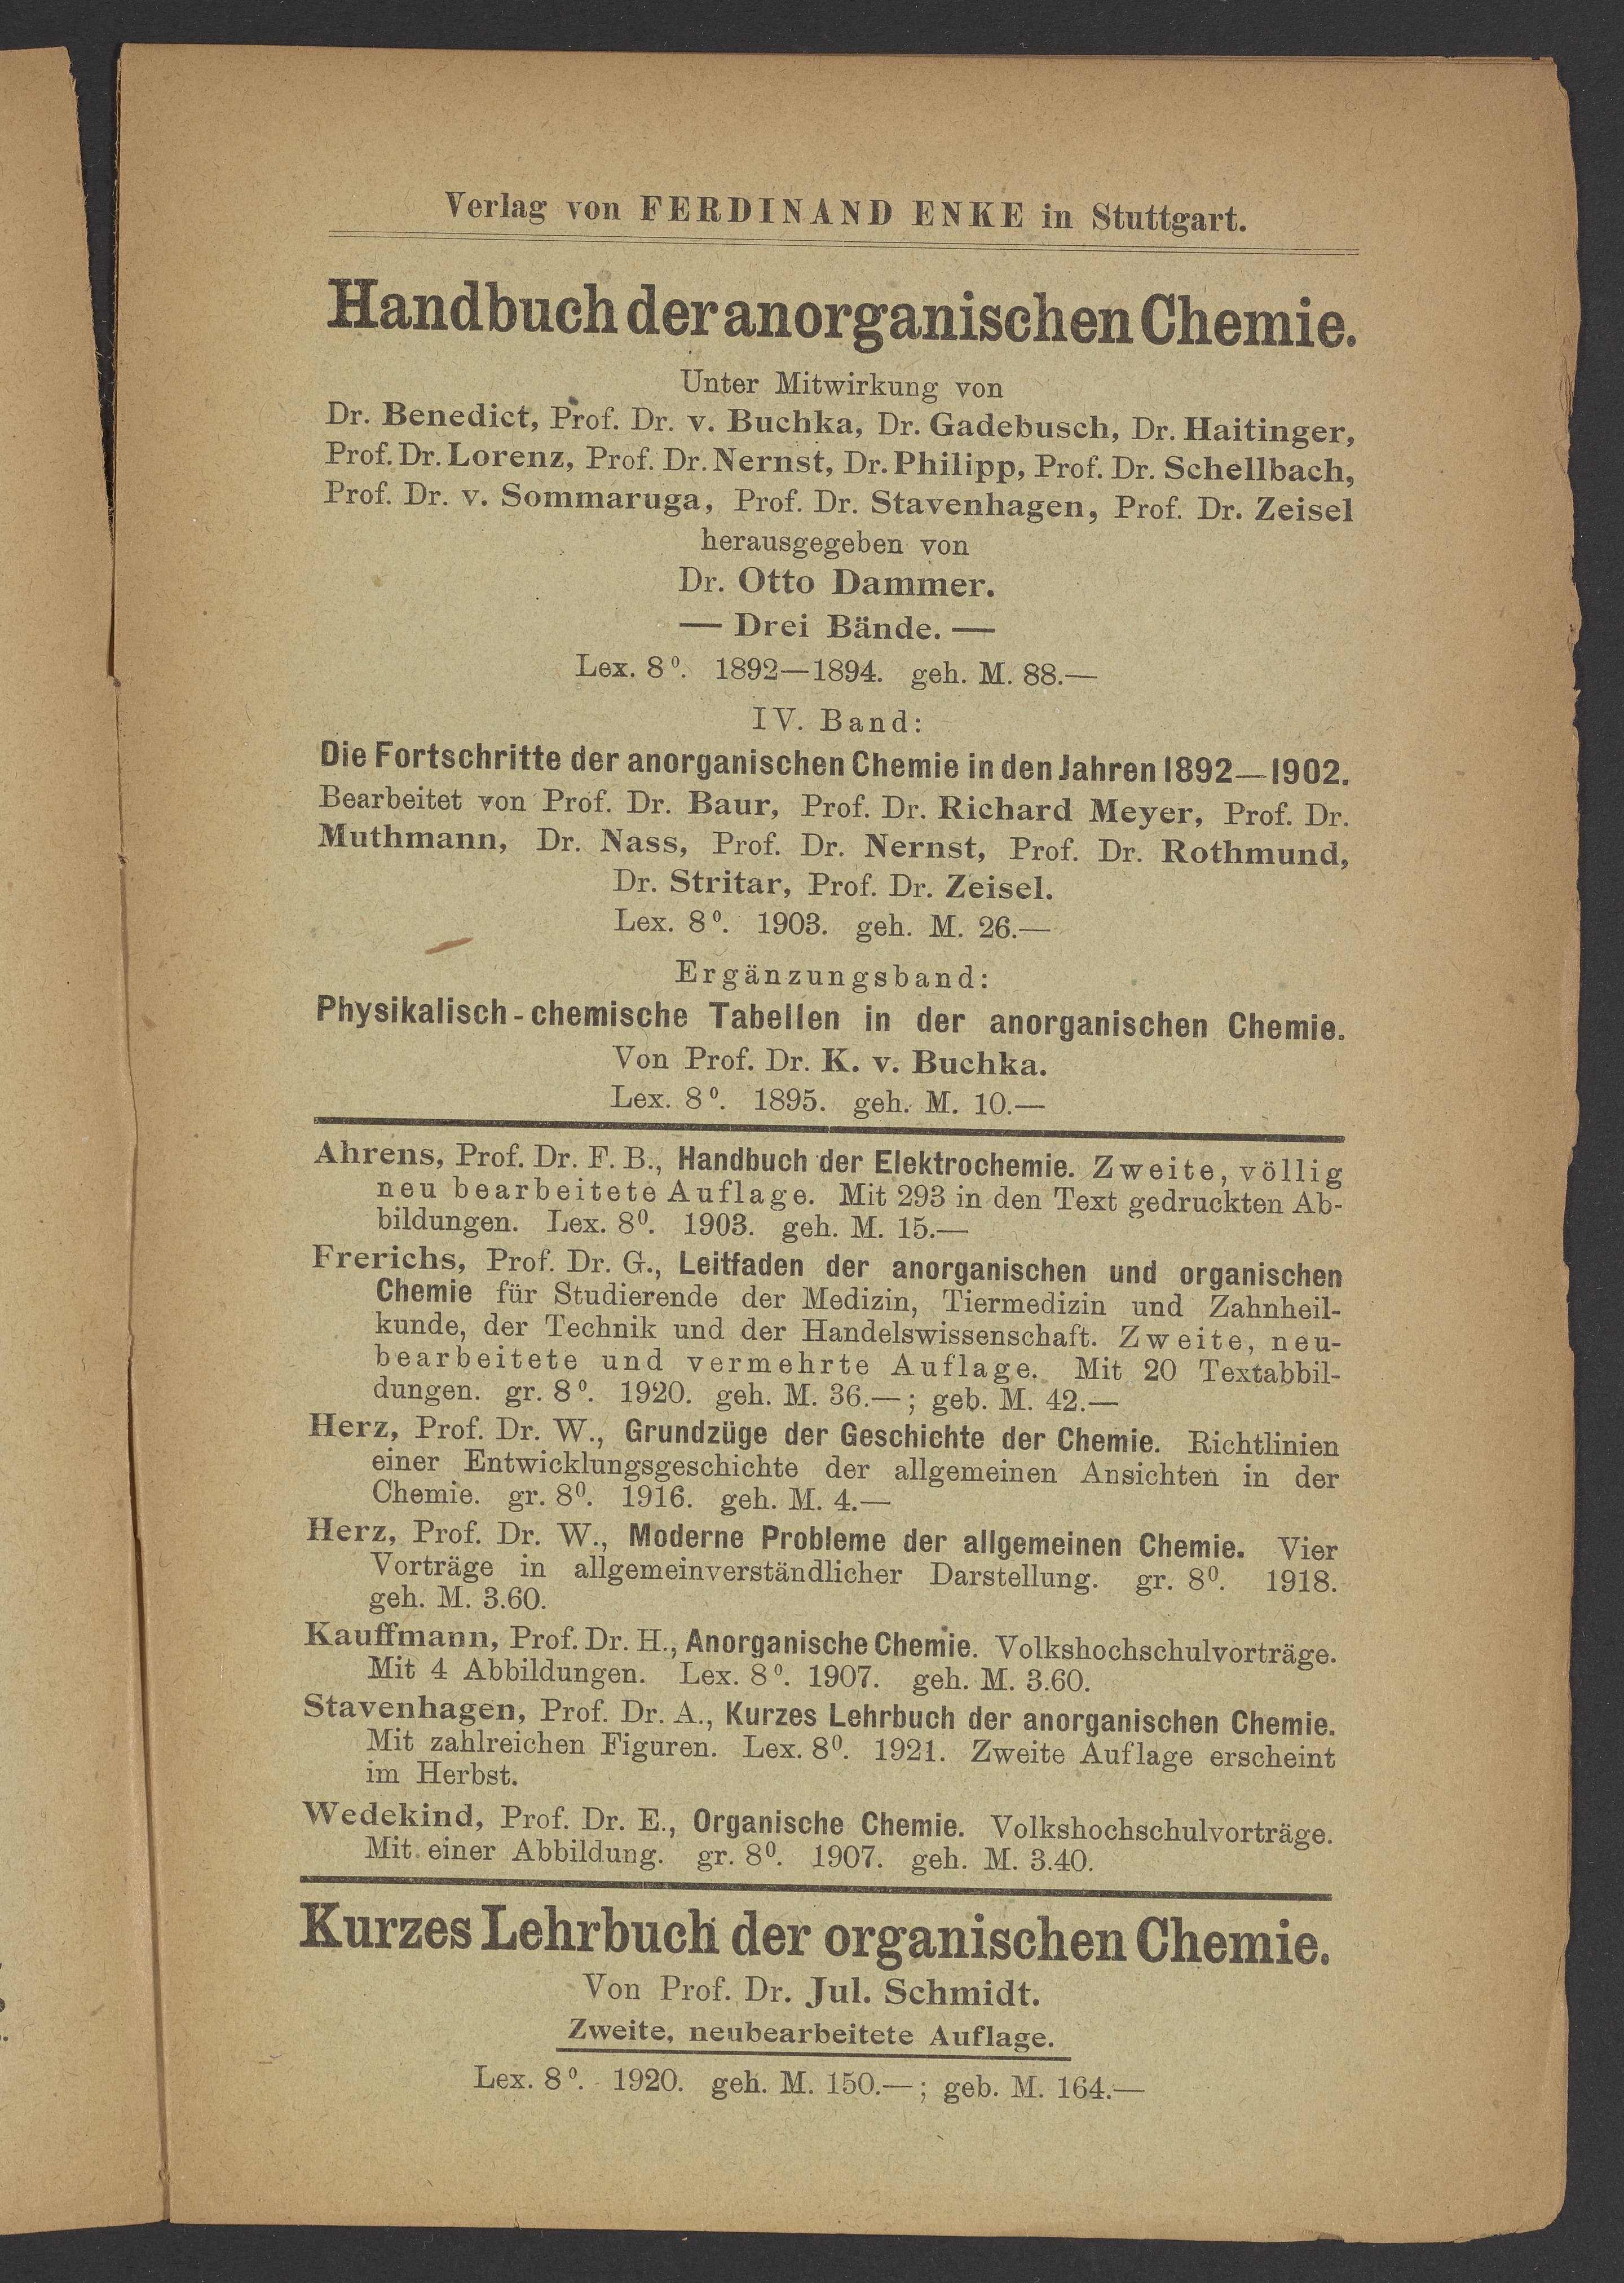 Verlag von FERDINAND ENKE in Stuttgart.
Handbuch der anorganischen Chemie.
Unter Mitwirkung von
Dr. Benedict, Prof. Dr. v. Buchka, Dr. Gadebusch, Dr. Haitinger,
Prof. Dr. Lorenz, Prof. Dr. Nernst, Dr. Philipp, Prof. Dr. Schellbach,
Prof. Dr. v. Sommaruga, Prof. Dr. Stavenhagen, Prof. Dr. Zeisel
herausgegeben von
Dr. Otto Dammer.
— Drei Bände. —
Lex. 8⁰. 1892—1894. geh. M. 88.—
IV. Band:
Die Fortschritte der anorganischen Chemie in den Jahren 1892—1902.
Bearbeitet von Prof. Dr. Baur, Prof. Dr. Richard Meyer, Prof. Dr.
Muthmann, Dr. Nass, Prof. Dr. Nernst, Prof. Dr. Rothmund,
Dr. Stritar, Prof. Dr. Zeisel.
Lex. 8⁰. 1903. geh. M. 26.—
Ergänzungsband:
Physikalisch-chemische Tabellen in der anorganischen Chemie.
Von Prof. Dr. K. v. Buchka.
Lex. 8⁰. 1895. geh. M. 10.—
Ahrens, Prof. Dr. F. B., Handbuch der Elektrochemie. Zweite, völlig
neu bearbeitete Auflage. Mit 293 in den Text gedruckten Ab-
bildungen. Lex. 8⁰. 1903. geh. M. 15.—
Frerichs, Prof. Dr. G., Leitfaden der anorganischen und organischen
Chemie für Studierende der Medizin, Tiermedizin und Zahnheil-
kunde, der Technik und der Handelswissenschaft. Zweite, neu-
bearbeitete und vermehrte Auflage. Mit 20 Textabbil-
dungen. gr. 8⁰. 1920. geh. M. 36.—; geb. M. 42.—
Herz, Prof. Dr. W., Grundzüge der Geschichte der Chemie. Richtlinien
einer Entwicklungsgeschichte der allgemeinen Ansichten in der
Chemie. gr. 8⁰. 1916. geh. M. 4.—
Herz, Prof. Dr. W., Moderne Probleme der allgemeinen Chemie. Vier
Vorträge in allgemeinverständlicher Darstellung. gr. 8⁰. 1918.
geh. M. 3.60.
Kauffmann, Prof. Dr. H., Anorganische Chemie. Volkshochschulvorträge.
Mit 4 Abbildungen. Lex. 8⁰. 1907. geh. M. 3.60.
Stavenhagen, Prof. Dr. A., Kurzes Lehrbuch der anorganischen Chemie.
Mit zahlreichen Figuren. Lex. 8⁰. 1921. Zweite Auflage erscheint
im Herbst.
Wedekind, Prof. Dr. E., Organische Chemie. Volkshochschulvorträge.
Mit einer Abbildung. gr. 8⁰. 1907. geh. M. 3.40.
Kurzes Lehrbuch der organischen Chemie.
Von Prof. Dr. Jul. Schmidt.
Zweite, neubearbeitete Auflage.
Lex. 8⁰. 1920. geh. M. 150.—; geb. M. 164.—